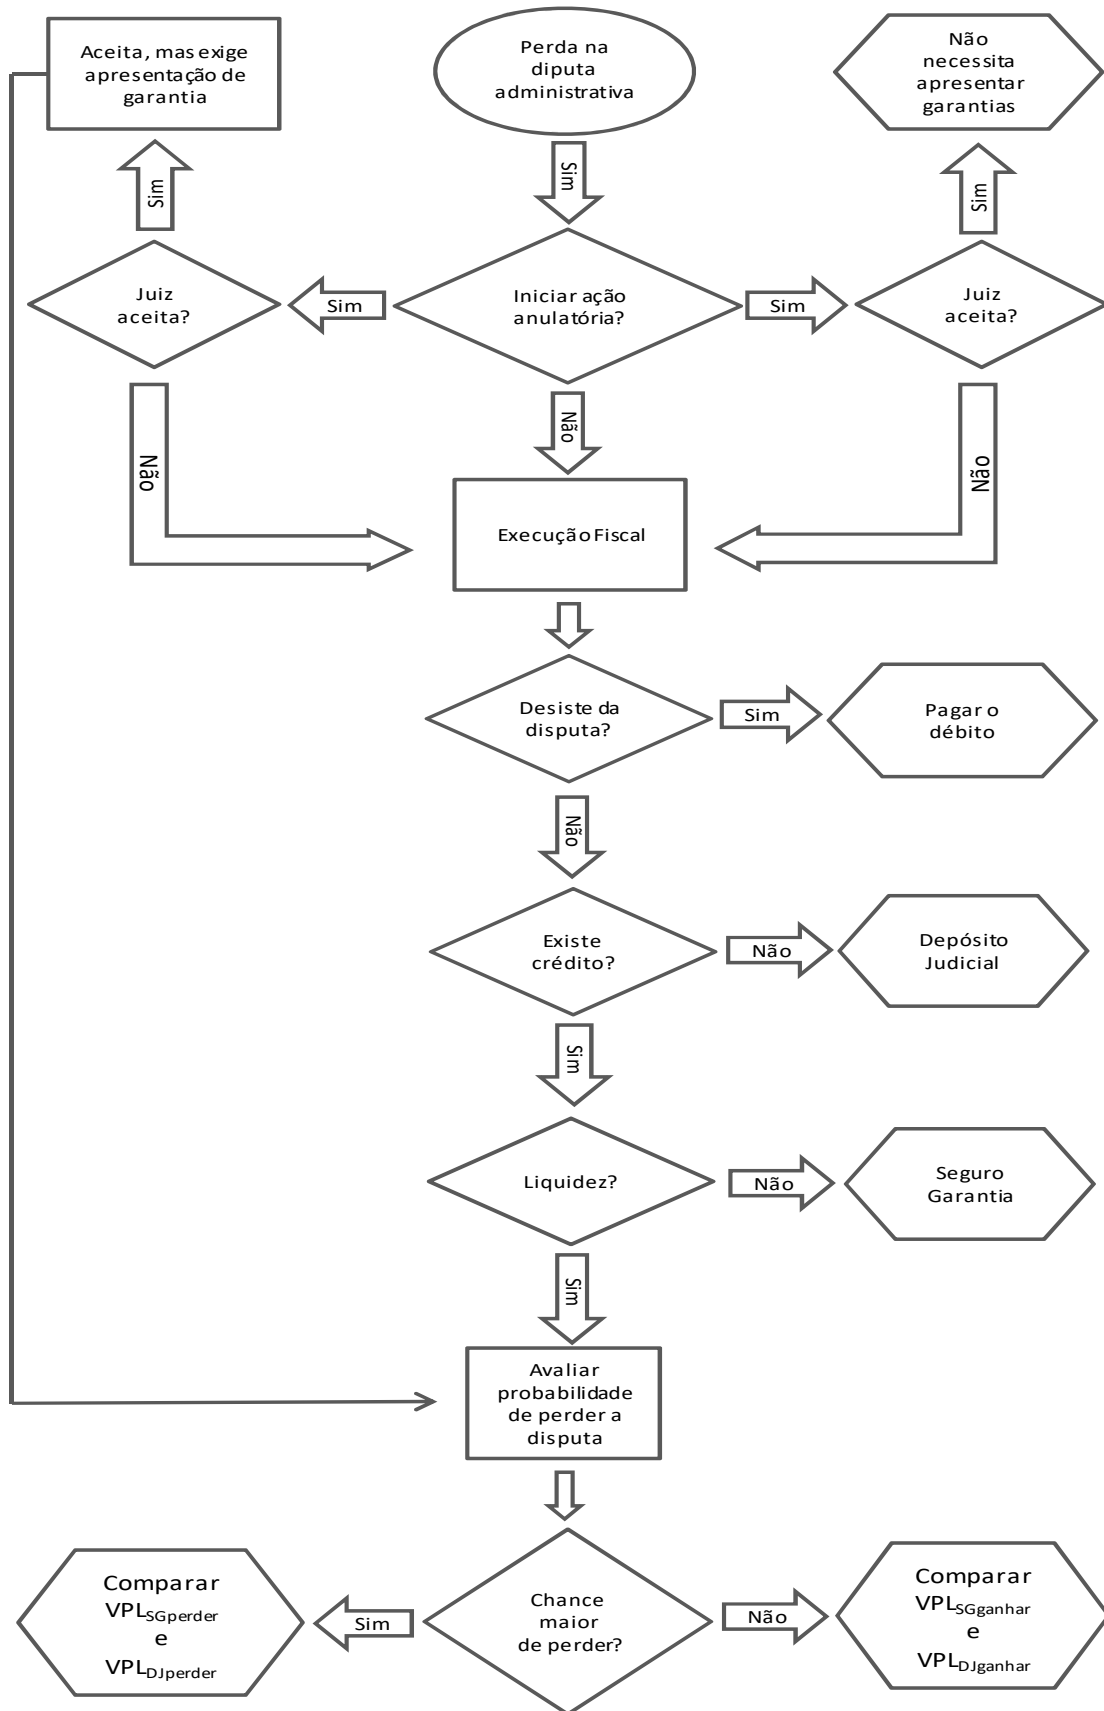 Aceita, mas exige
apresentação de
garantia
Perda na
diputa
administrativa
Não
necessita
apresentar
garantias
Sim
Sim
Sim
Juiz
aceita?
Sim
Iniciar ação
anulatória?
Sim
Juiz
aceita?
Não
Não
Não
Execução Fiscal
Desiste da
disputa?
Sim
Pagar o
débito
Não
Existe
crédito?
Não
Depósito
Judicial
Sim
Liquidez?
Não
Seguro
Garantia
Sim
Avaliar
probabilidade
de perder a
disputa
Comparar
VPLSGperder
e
VPLDJperder
Sim
Chance
maior
de perder?
Não
Comparar
VPLSGganhar
e
VPLDJganhar